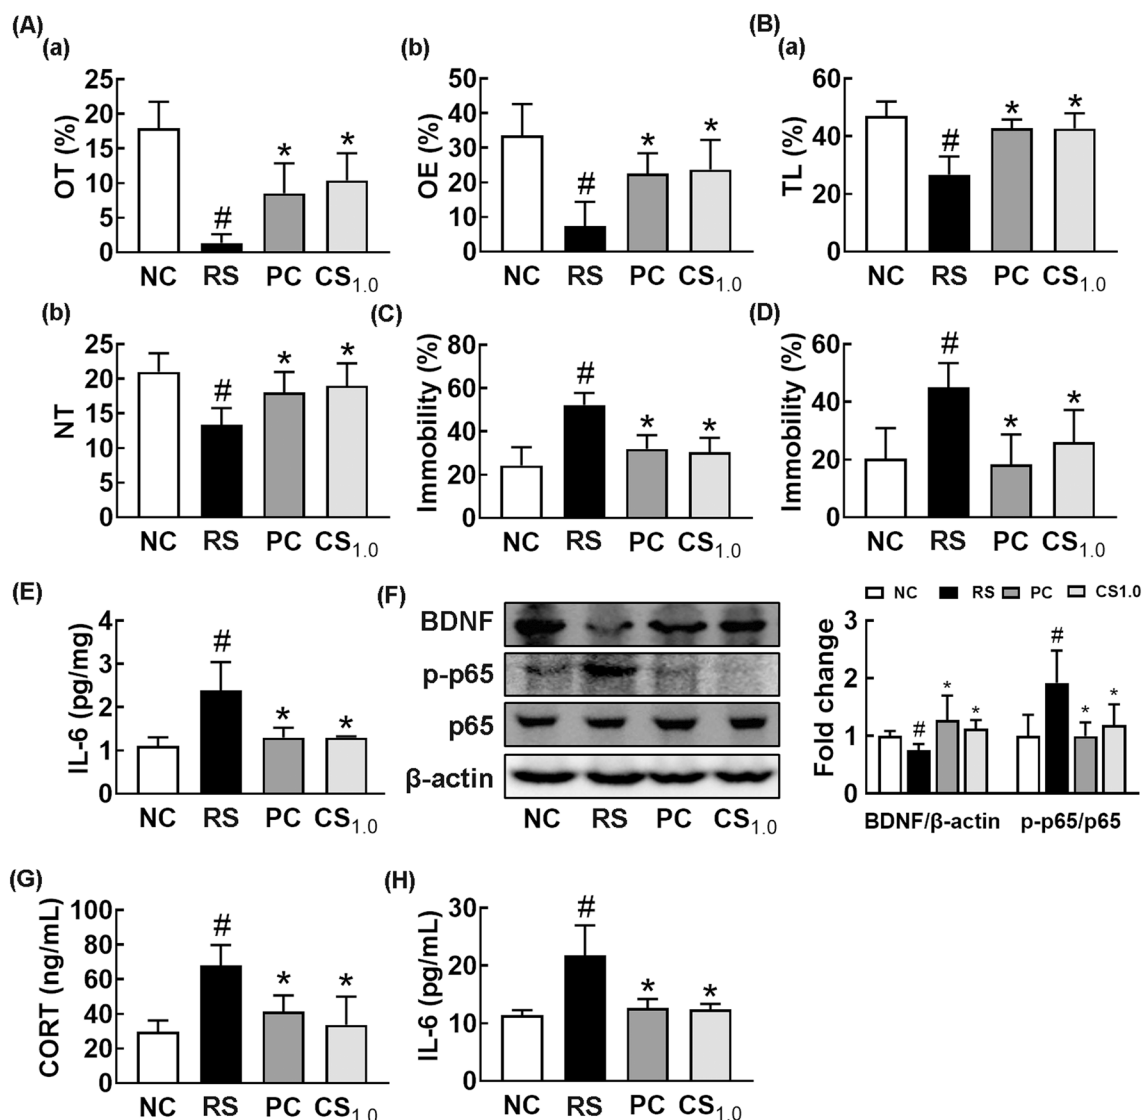 (A)
(a)
OT (%)
25
20
15
10
5
0
#
*
*
NC RS PC CS1.0
(b)
OE (%)
50
40
30
20
10
0
#
*
*
NC RS PC CS1.0
(B)
(a)
TL (%)
60
40
20
0
#
*
*
NC RS PC CS1.0
(b)
NT
25
20
15
10
5
0
#
*
*
NC RS PC CS1.0
(C)
Immobility (%)
80
60
40
20
0
#
*
*
NC RS PC CS1.0
(D)
Immobility (%)
60
40
20
0
#
*
*
NC RS PC CS1.0
(E)
IL-6 (pg/mg)
4
3
2
1
0
#
*
*
NC RS PC CS1.0
(F)
BDNF
p-p65
p65
β-actin
NC RS PC CS1.0
NC RS PC CS1.0
Fold change
3
2
1
0
#
*
*
#
*
*
BDNF/β-actin p-p65/p65
(G)
CORT (ng/mL)
100
80
60
40
20
0
#
*
*
NC RS PC CS1.0
(H)
IL-6 (pg/mL)
30
20
10
0
#
*
*
NC RS PC CS1.0